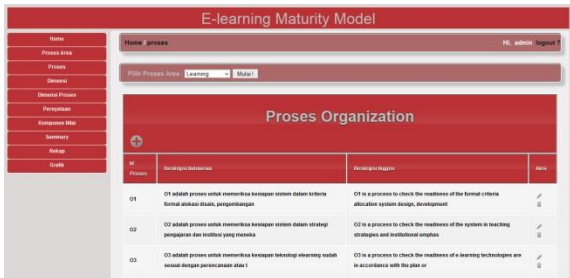 E-learning Maturity Model
Home
Proses Area
Proses
Dimensi
Dimensi Proses
Pernyataan
Komponen Nilai
Summary
Rekap
Grafik
Home / proses
Hi, admin logout ?
Pilih Proses Area : Learning Mulai !
Proses Organization
Id Proses
Deskripsi Indonesia
Deskripsi Inggris
Aksi
O1
O1 adalah proses untuk memeriksa kesiapan sistem dalam kriteria
formal alokasi disain, pengembangan
O1 is a process to check the readiness of the formal criteria
allocation system design, development
O2
O2 adalah proses untuk memeriksa kesiapan sistem dalam strategi
pengajaran dan institusi yang meneka
O2 is a process to check the readiness of the system in teaching
strategies and institutional emphes
O3
O3 adalah proses untuk memeriksa kesiapan teknologi elearning sudah
sesuai dengan perencanaan atau t
O3 is a process to check the readiness of e-learning technologies are
in accordance with the plan or